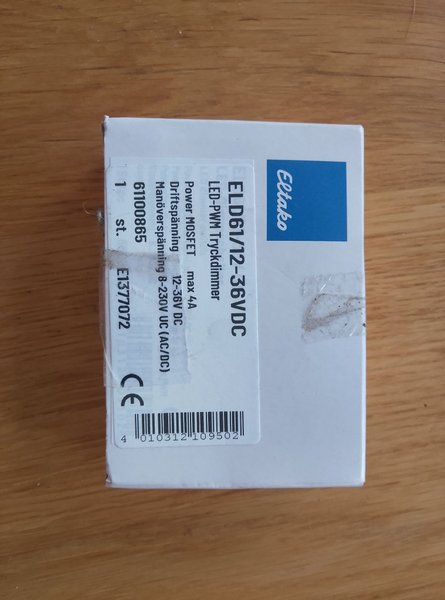 Eltako
ELD61/12-36VDC
LED-PWM Tryckdimmer
Power MOSFET max 4A
Driftspänning 12-36V DC
Manöverspänning 8-230V UC (AC/DC)
61100865
1 st. E1377072
CE
4 010312 109502